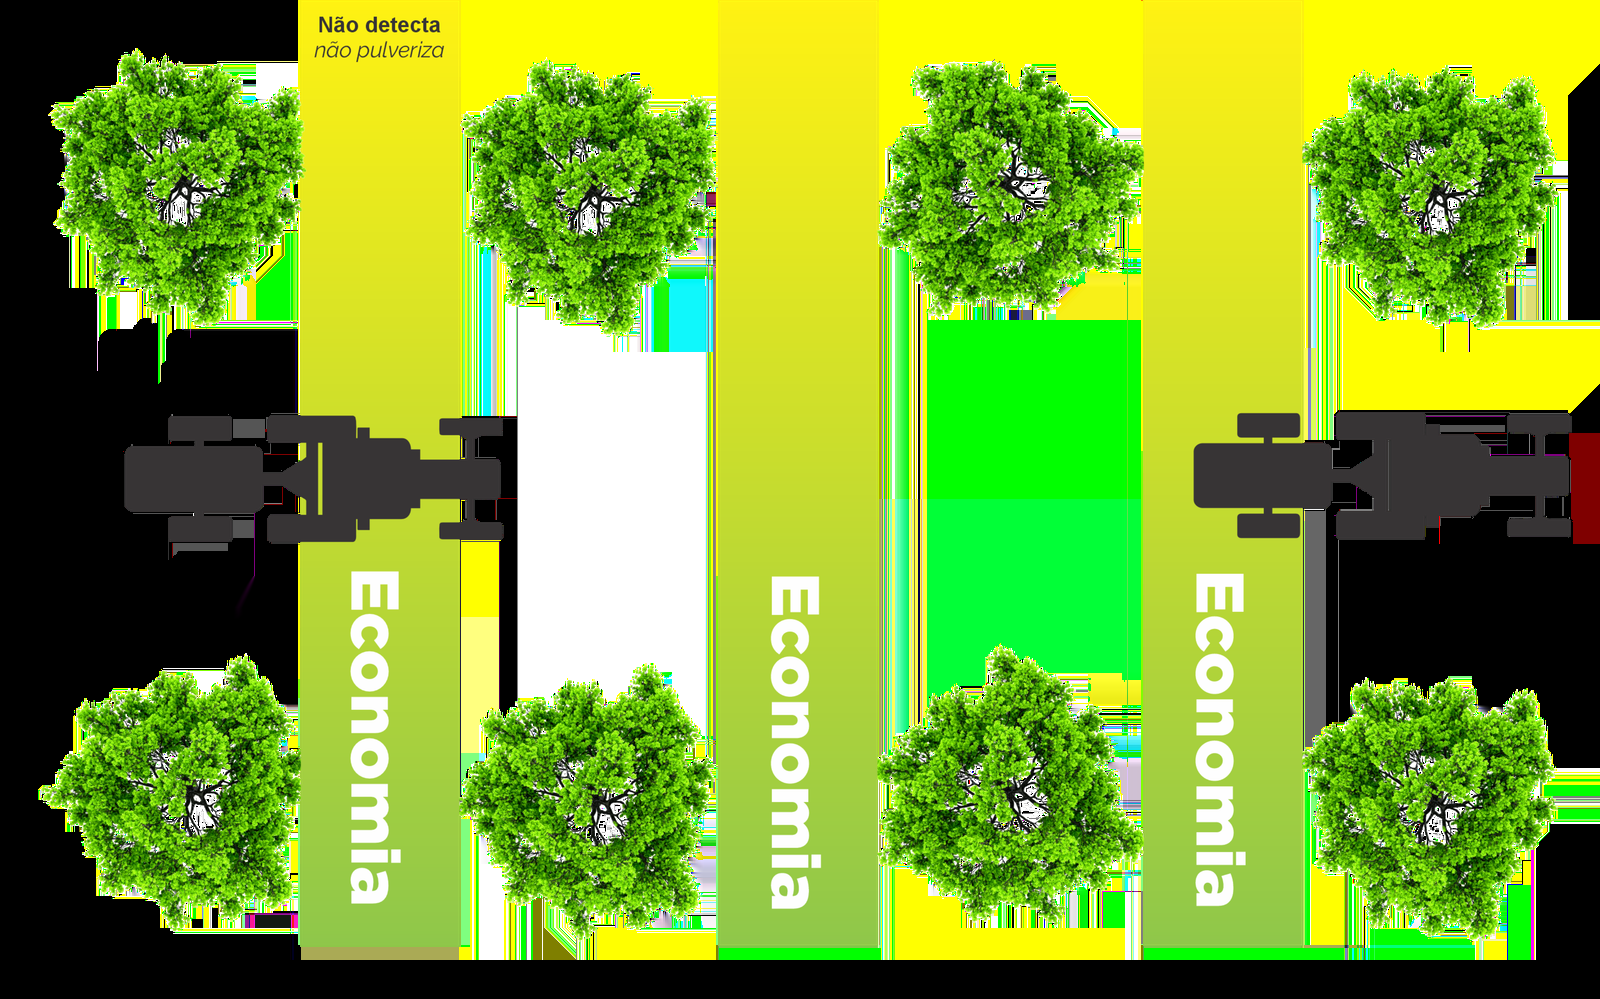 Não detecta
não pulveriza
Economia
Economia
Economia